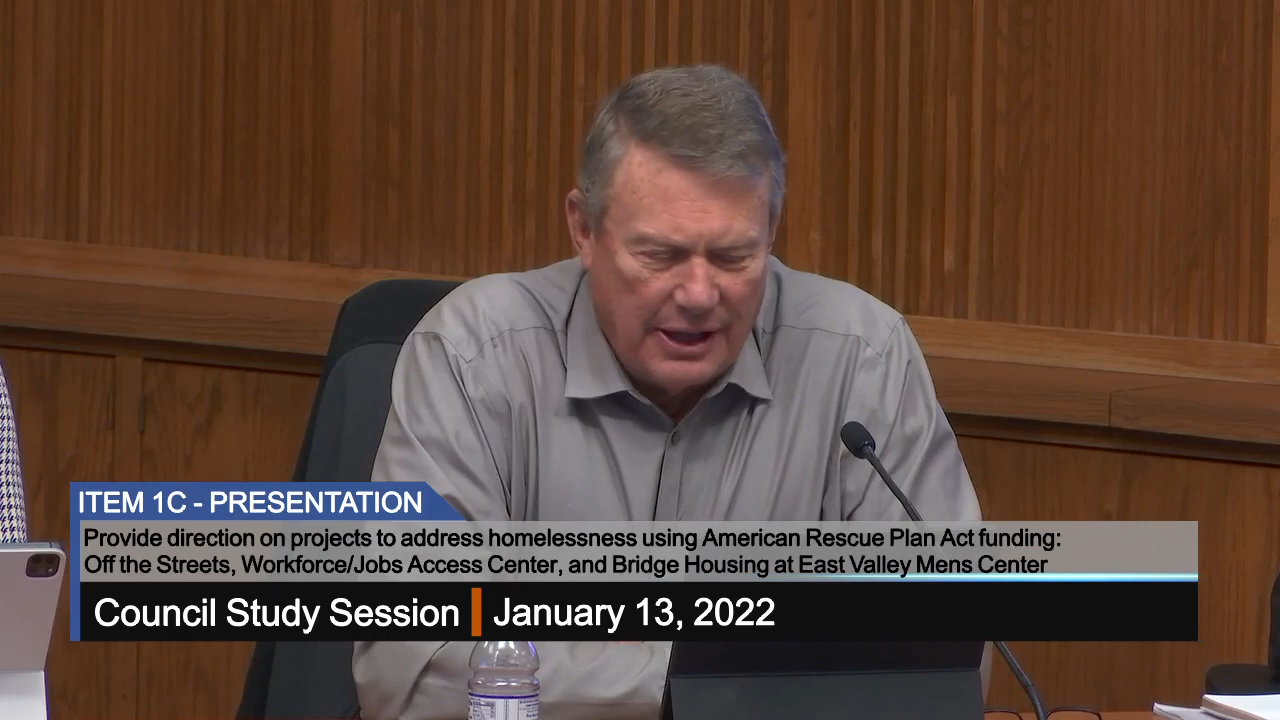 ITEM 1C - PRESENTATION
Provide direction on projects to address homelessness using American Rescue Plan Act funding:
Off the Streets, Workforce/Jobs Access Center, and Bridge Housing at East Valley Mens Center
Council Study Session
January 13, 2022